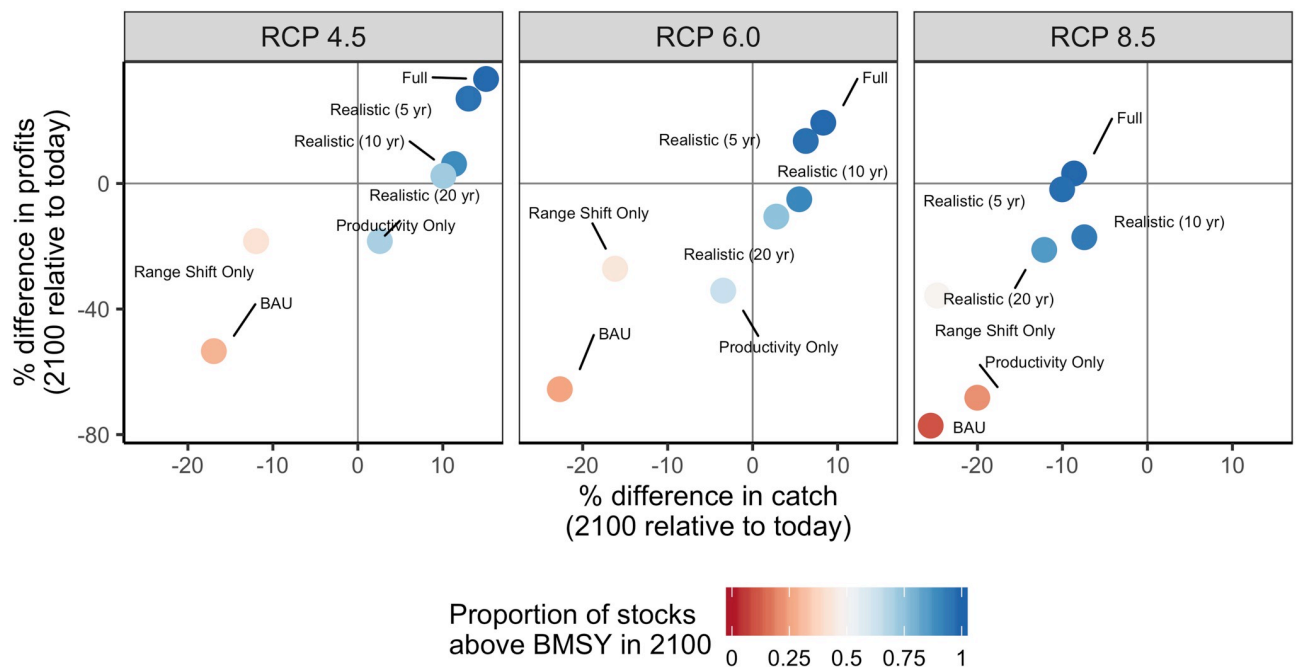 RCP 4.5
RCP 6.0
RCP 8.5
% difference in profits
(2100 relative to today)
0
-40
-80
Full
Realistic (5 yr)
Realistic (10 yr)
Realistic (20 yr)
Productivity Only
Range Shift Only
BAU
Full
Realistic (5 yr)
Realistic (10 yr)
Range Shift Only
Realistic (20 yr)
BAU
Productivity Only
Full
Realistic (5 yr)
Realistic (10 yr)
Realistic (20 yr)
Range Shift Only
Productivity Only
BAU
-20 -10 0 10
-20 -10 0 10
-20 -10 0 10
% difference in catch
(2100 relative to today)
Proportion of stocks
above BMSY in 2100
0 0.25 0.5 0.75 1